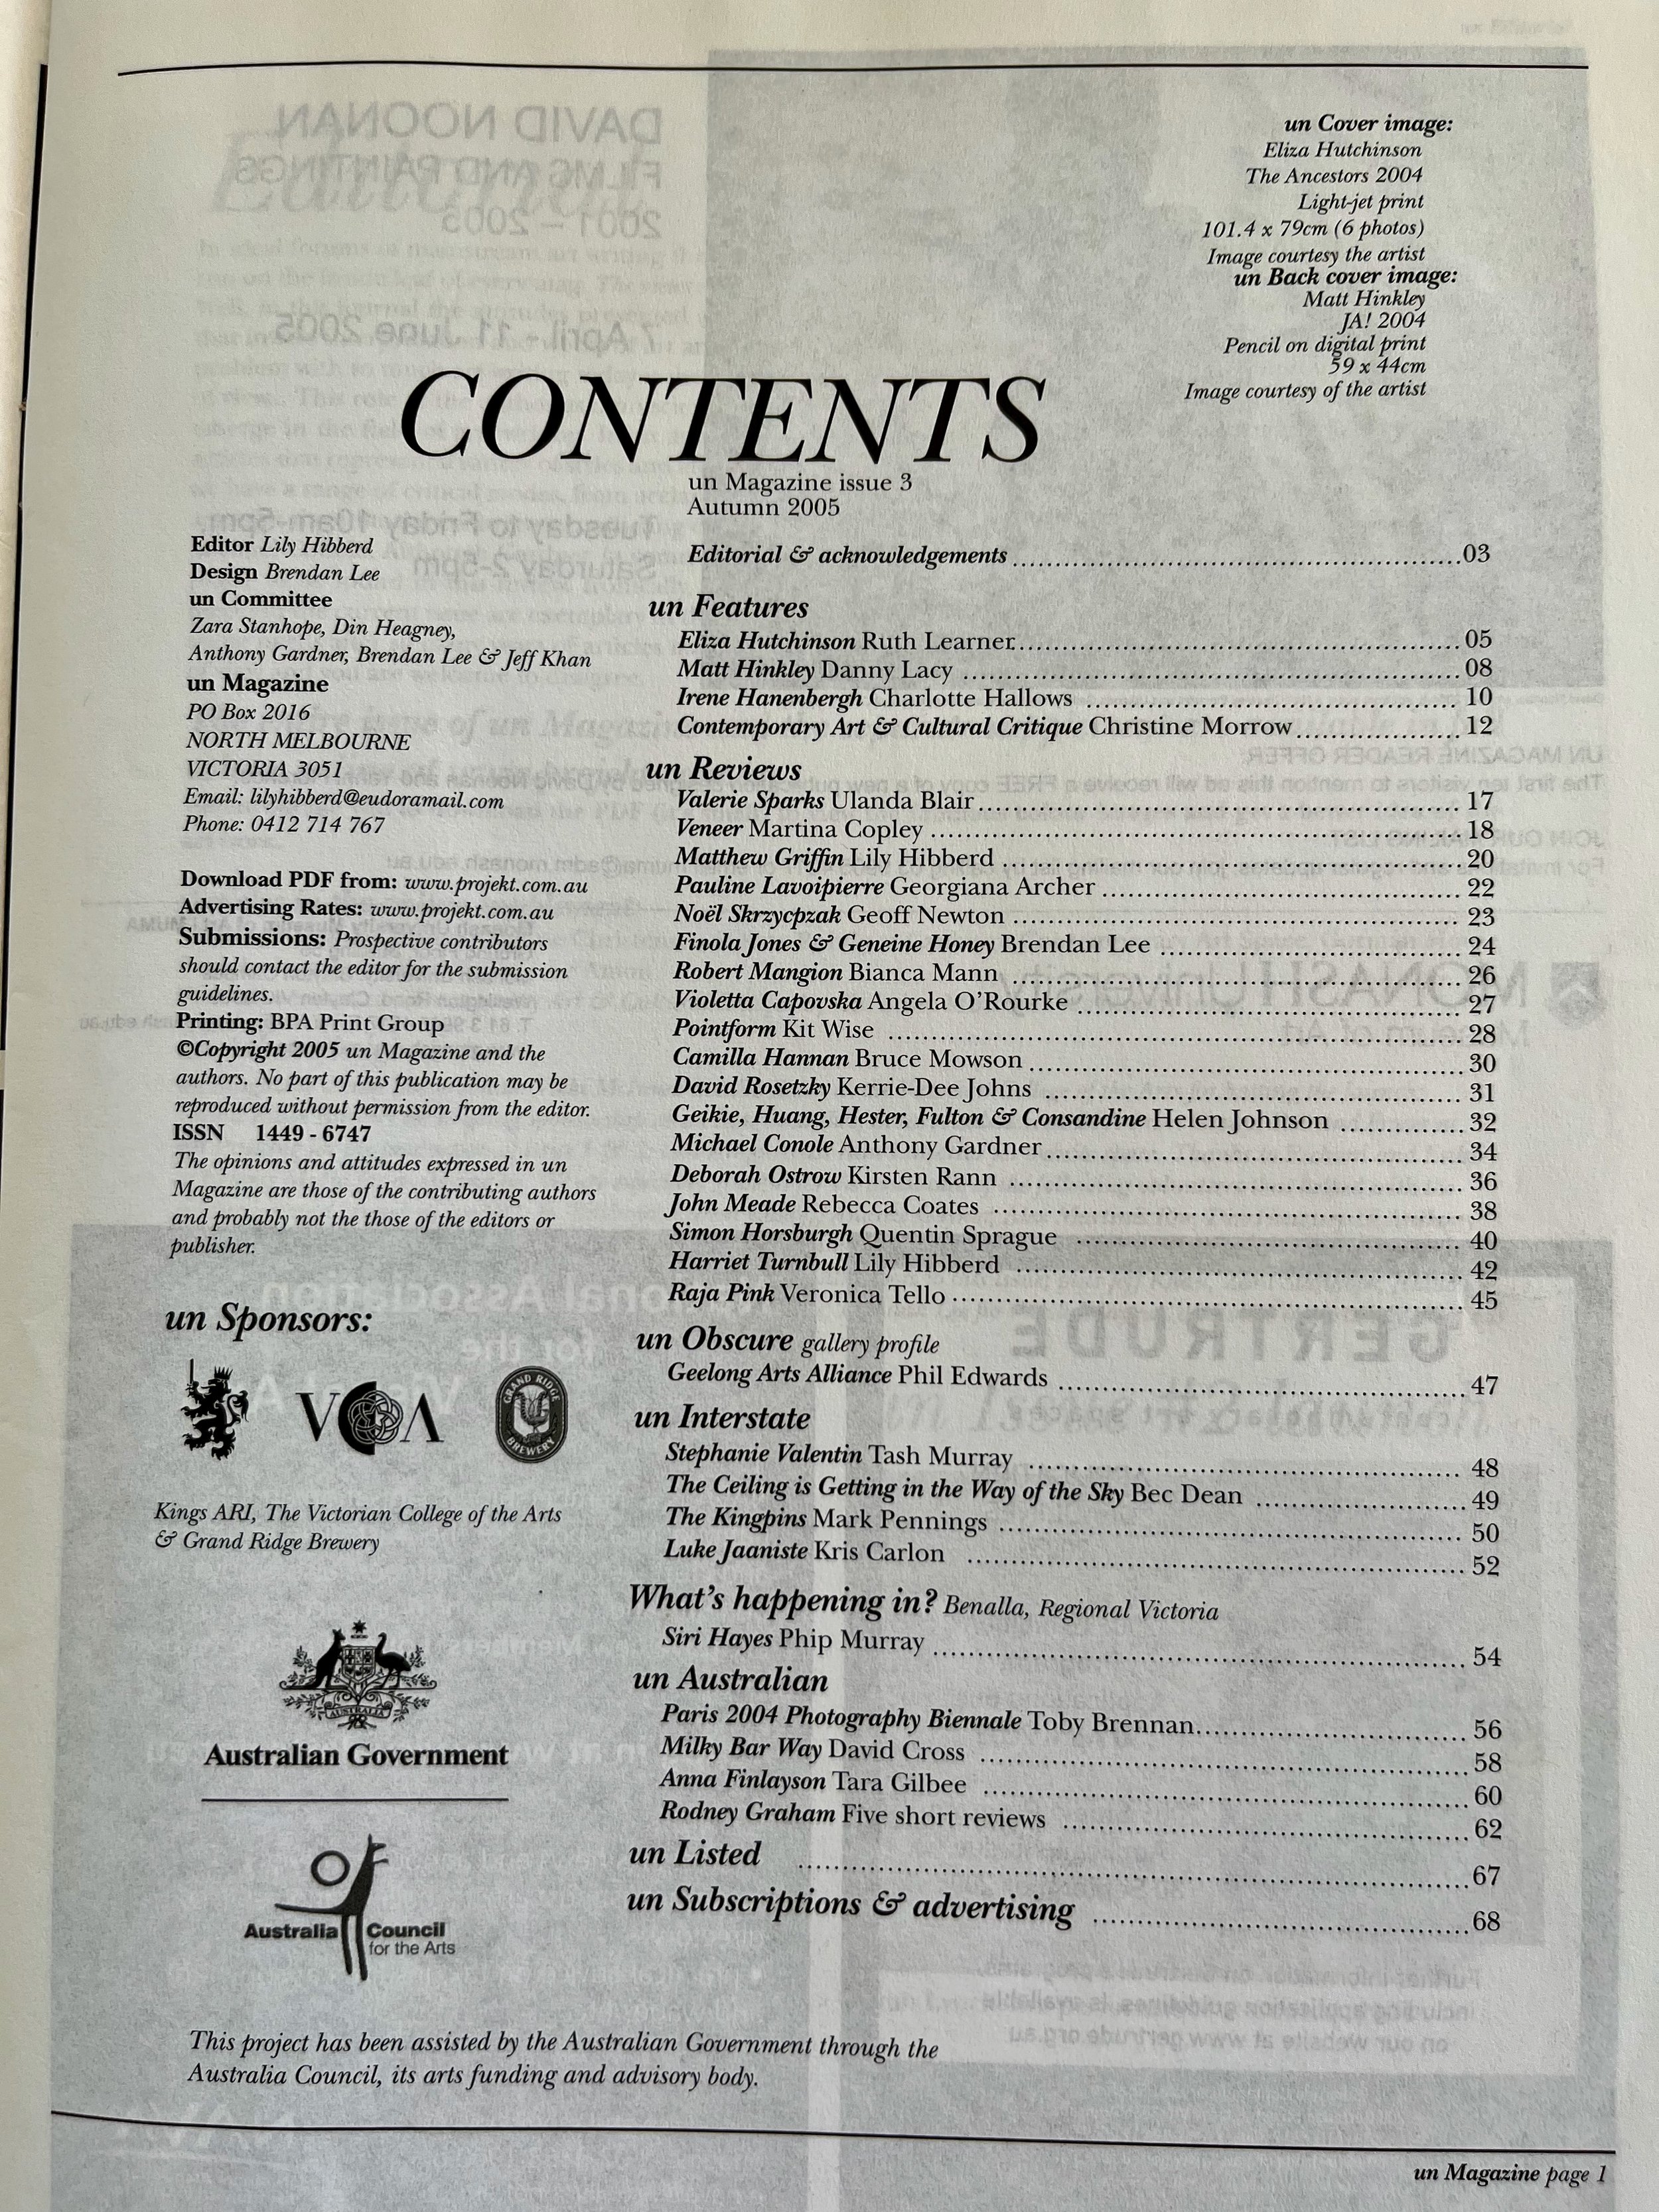 un Cover image:
Eliza Hutchinson
The Ancestors 2004
Light-jet print
101.4 x 79cm (6 photos)
Image courtesy the artist
un Back cover image:
Matt Hinkley
JA! 2004
Pencil on digital print
59 x 44cm
Image courtesy of the artist
CONTENTS
un Magazine issue 3
Autumn 2005
Editor Lily Hibberd
Design Brendan Lee
un Committee
Zara Stanhope, Din Heagney,
Anthony Gardner, Brendan Lee & Jeff Khan
un Magazine
PO Box 2016
NORTH MELBOURNE
VICTORIA 3051
Email: lilyhibberd@eudoramail.com
Phone: 0412 714 767
Download PDF from: www.projekt.com.au
Advertising Rates: www.projekt.com.au
Submissions: Prospective contributors
should contact the editor for the submission
guidelines.
Printing: BPA Print Group
©Copyright 2005 un Magazine and the
authors. No part of this publication may be
reproduced without permission from the editor.
ISSN 1449 - 6747
The opinions and attitudes expressed in un
Magazine are those of the contributing authors
and probably not the those of the editors or
publisher.
un Sponsors:
VCA
GRAND RIDGE
BREWERY
Kings ARI, The Victorian College of the Arts
& Grand Ridge Brewery
AUSTRALIA
Australian Government
Australia Council
for the Arts
Editorial & acknowledgements 03
un Features
Eliza Hutchinson Ruth Learner 05
Matt Hinkley Danny Lacy 08
Irene Hanenbergh Charlotte Hallows 10
Contemporary Art & Cultural Critique Christine Morrow 12
un Reviews
Valerie Sparks Ulanda Blair 17
Veneer Martina Copley 18
Matthew Griffin Lily Hibberd 20
Pauline Lavoipierre Georgiana Archer 22
Noël Skrzycpzak Geoff Newton 23
Finola Jones & Geneine Honey Brendan Lee 24
Robert Mangion Bianca Mann 26
Violetta Capovska Angela O'Rourke 27
Pointform Kit Wise 28
Camilla Hannan Bruce Mowson 30
David Rosetzky Kerrie-Dee Johns 31
Geikie, Huang, Hester, Fulton & Consandine Helen Johnson 32
Michael Conole Anthony Gardner 34
Deborah Ostrow Kirsten Rann 36
John Meade Rebecca Coates 38
Simon Horsburgh Quentin Sprague 40
Harriet Turnbull Lily Hibberd 42
Raja Pink Veronica Tello 45
un Obscure gallery profile
Geelong Arts Alliance Phil Edwards 47
un Interstate
Stephanie Valentin Tash Murray 48
The Ceiling is Getting in the Way of the Sky Bec Dean 49
The Kingpins Mark Pennings 50
Luke Jaaniste Kris Carlon 52
What's happening in? Benalla, Regional Victoria
Siri Hayes Phip Murray 54
un Australian
Paris 2004 Photography Biennale Toby Brennan 56
Milky Bar Way David Cross 58
Anna Finlayson Tara Gilbee 60
Rodney Graham Five short reviews 62
un Listed 67
un Subscriptions & advertising 68
This project has been assisted by the Australian Government through the
Australia Council, its arts funding and advisory body.
un Magazine page 1